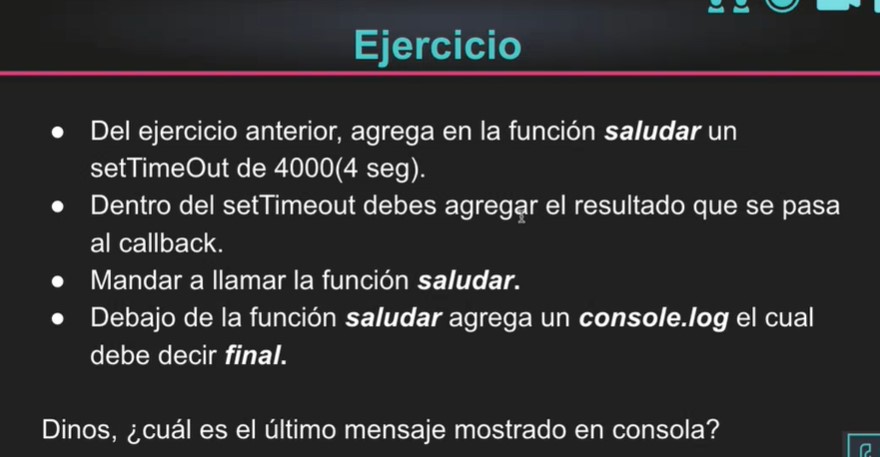 Ejercicio
● Del ejercicio anterior, agrega en la función saludar un
setTimeOut de 4000(4 seg).
● Dentro del setTimeout debes agregar el resultado que se pasa
al callback.
● Mandar a llamar la función saludar.
● Debajo de la función saludar agrega un console.log el cual
debe decir final.
Dinos, ¿cuál es el último mensaje mostrado en consola?